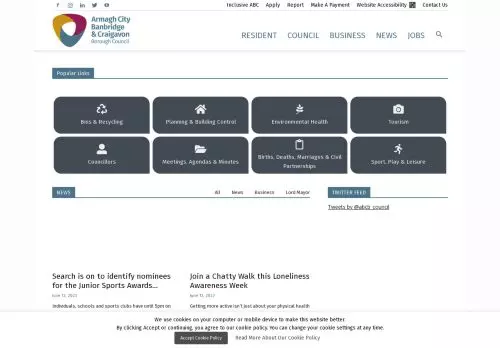 Inclusive ABC Apply Report Make A Payment Website Accessibility Contact Us
Armagh City
Banbridge
& Craigavon
Borough Council
RESIDENT COUNCIL BUSINESS NEWS JOBS
Popular Links
Bins & Recycling
Planning & Building Control
Environmental Health
Tourism
Councillors
Meetings, Agendas & Minutes
Births, Deaths, Marriages & Civil
Partnerships
Sport, Play & Leisure
NEWS
All News Business Lord Mayor
TWITTER FEED
Tweets by @abcb_council
Search is on to identify nominees
for the Junior Sports Awards...
June 13, 2023
Individuals, schools and sports clubs have until 5pm on
Join a Chatty Walk this Loneliness
Awareness Week
June 13, 2023
Getting more active isn't just about your physical health
We use cookies on your computer or mobile device to make this website better.
By clicking Accept or continuing, you agree to our cookie policy. You can change your cookie settings at any time.
Accept Cookie Policy
Read More About Our Cookie Policy